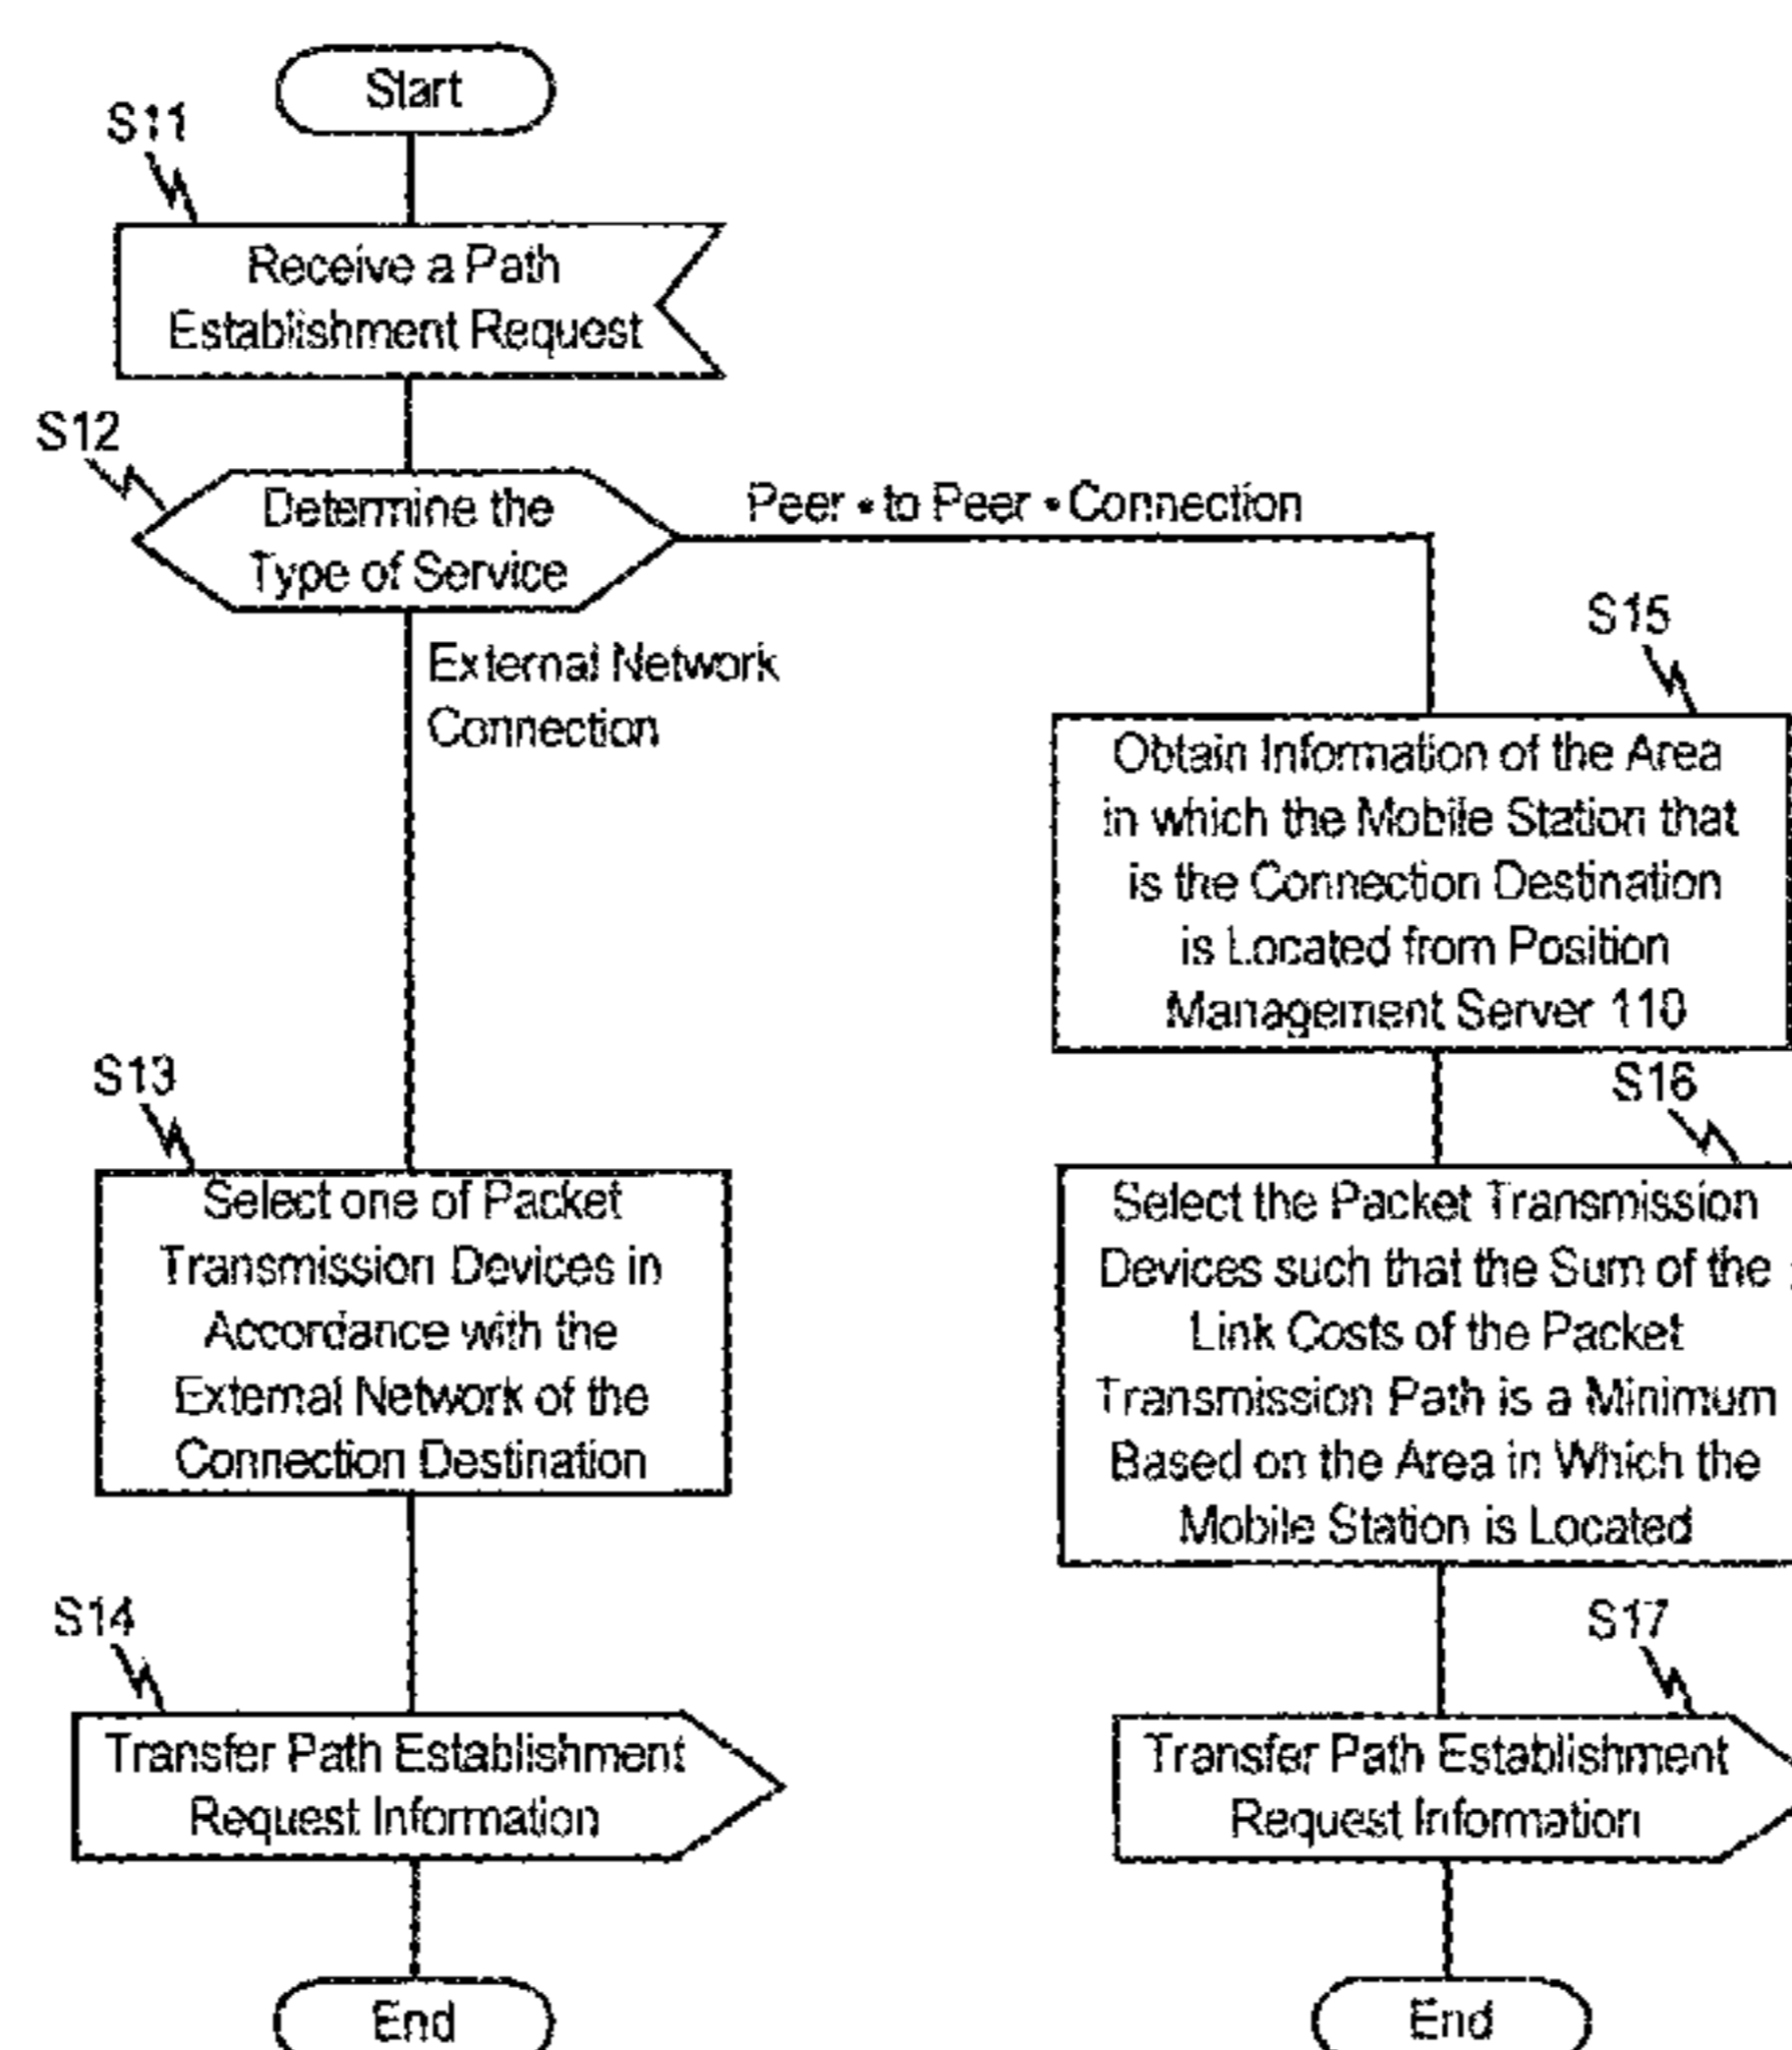 Start
S11
Receive a Path
Establishment Request
S12
Determine the
Type of Service
Peer • to Peer • Connection
External Network
Connection
S15
Obtain Information of the Area
in which the Mobile Station that
is the Connection Destination
is Located from Position
Management Server 110
S13
Select one of Packet
Transmission Devices in
Accordance with the
External Network of the
Connection Destination
S16
Select the Packet Transmission
Devices such that the Sum of the
Link Costs of the Packet
Transmission Path is a Minimum
Based on the Area in Which the
Mobile Station is Located
S14
Transfer Path Establishment
Request Information
End
S17
Transfer Path Establishment
Request Information
End